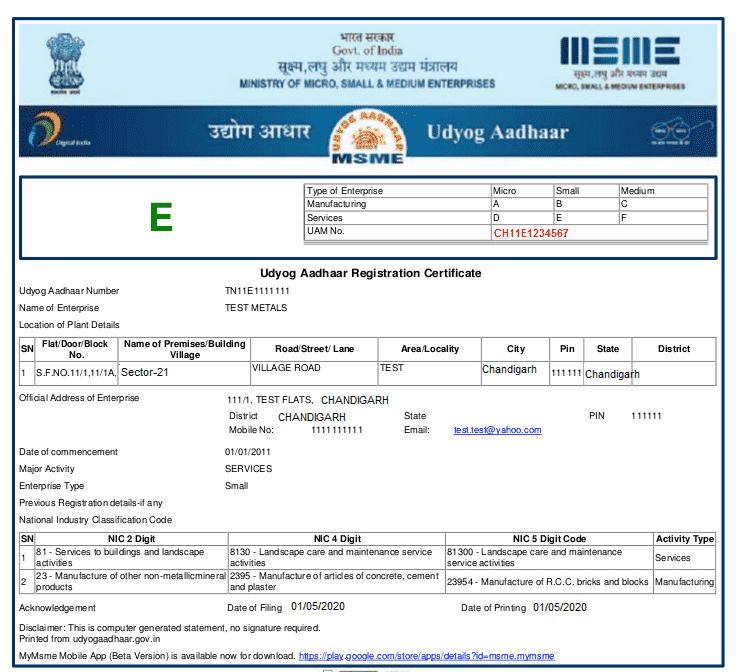 भारत सरकार
Govt. of India
सूक्ष्म,लघु और मध्यम उद्यम मंत्रालय
MINISTRY OF MICRO, SMALL & MEDIUM ENTERPRISES
सूक्ष्म, लघु और मध्यम उद्यम
MICRO, SMALL & MEDIUM ENTERPRISES
Digital India
उद्योग आधार
UDYOG AADHAAR
MSME
Udyog Aadhaar
E
Type of Enterprise Micro Small Medium
Manufacturing A B C
Services D E F
UAM No. CH11E1234567
Udyog Aadhaar Registration Certificate
Udyog Aadhaar Number TN11E1111111
Name of Enterprise TEST METALS
Location of Plant Details
SN Flat/Door/Block No. Name of Premises/Building Village Road/Street/ Lane Area/Locality City Pin State District
1 S.F.NO.11/1,11/1A, Sector-21 VILLAGE ROAD TEST Chandigarh 111111 Chandigarh
Official Address of Enterprise 111/1, TEST FLATS, CHANDIGARH
District CHANDIGARH State PIN 111111
Mobile No: 1111111111 Email: test.test@yahoo.com
Date of commencement 01/01/2011
Major Activity SERVICES
Enterprise Type Small
Previous Registration details-if any
National Industry Classification Code
SN NIC 2 Digit NIC 4 Digit NIC 5 Digit Code Activity Type
1 81 - Services to buildings and landscape activities 8130 - Landscape care and maintenance service activities 81300 - Landscape care and maintenance service activities Services
2 23 - Manufacture of other non-metallicmineral products 2395 - Manufacture of articles of concrete, cement and plaster 23954 - Manufacture of R.C.C. bricks and blocks Manufacturing
Acknowledgement Date of Filing 01/05/2020 Date of Printing 01/05/2020
Disclaimer: This is computer generated statement, no signature required.
Printed from udyogaadhaar.gov.in
MyMsme Mobile App (Beta Version) is available now for download. https://play.google.com/store/apps/details?id=msme.mymsme